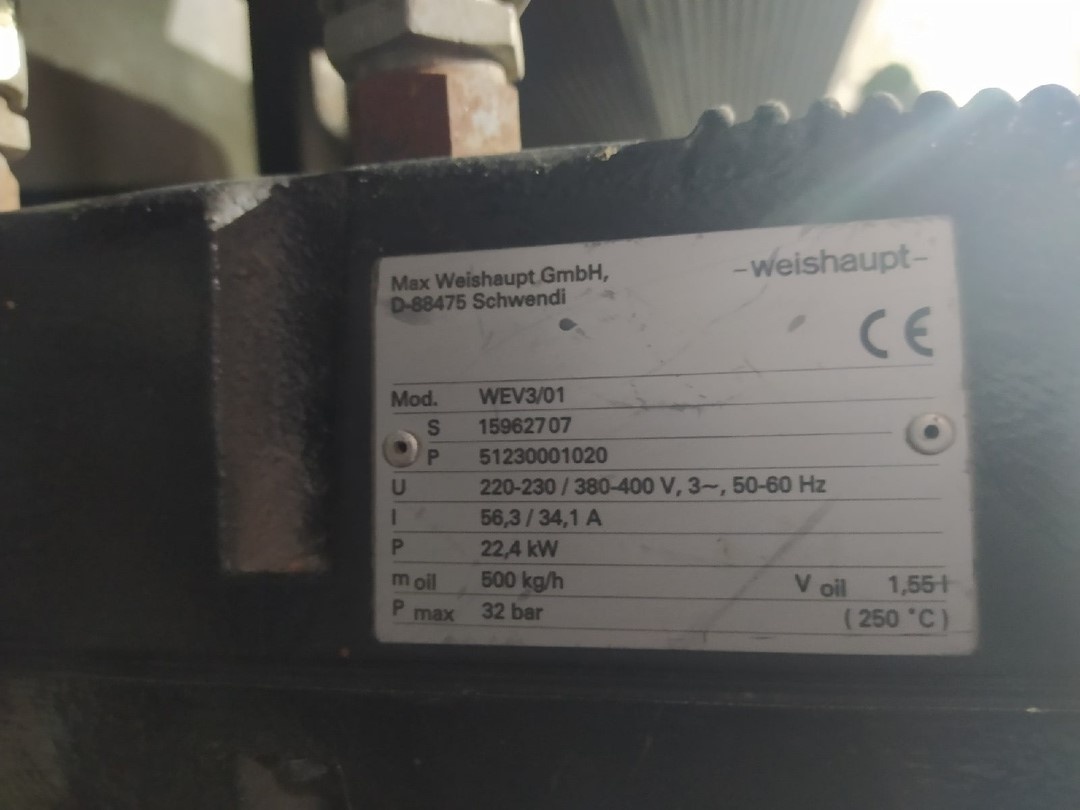 Max Weishaupt GmbH,
D-88475 Schwendi
-weishaupt-
CE
Mod. WEV3/01
S 15962707
P 51230001020
U 220-230 / 380-400 V, 3~, 50-60 Hz
I 56,3 / 34,1 A
P 22,4 kW
m oil 500 kg/h V oil 1,55 l
P max 32 bar (250 °C)